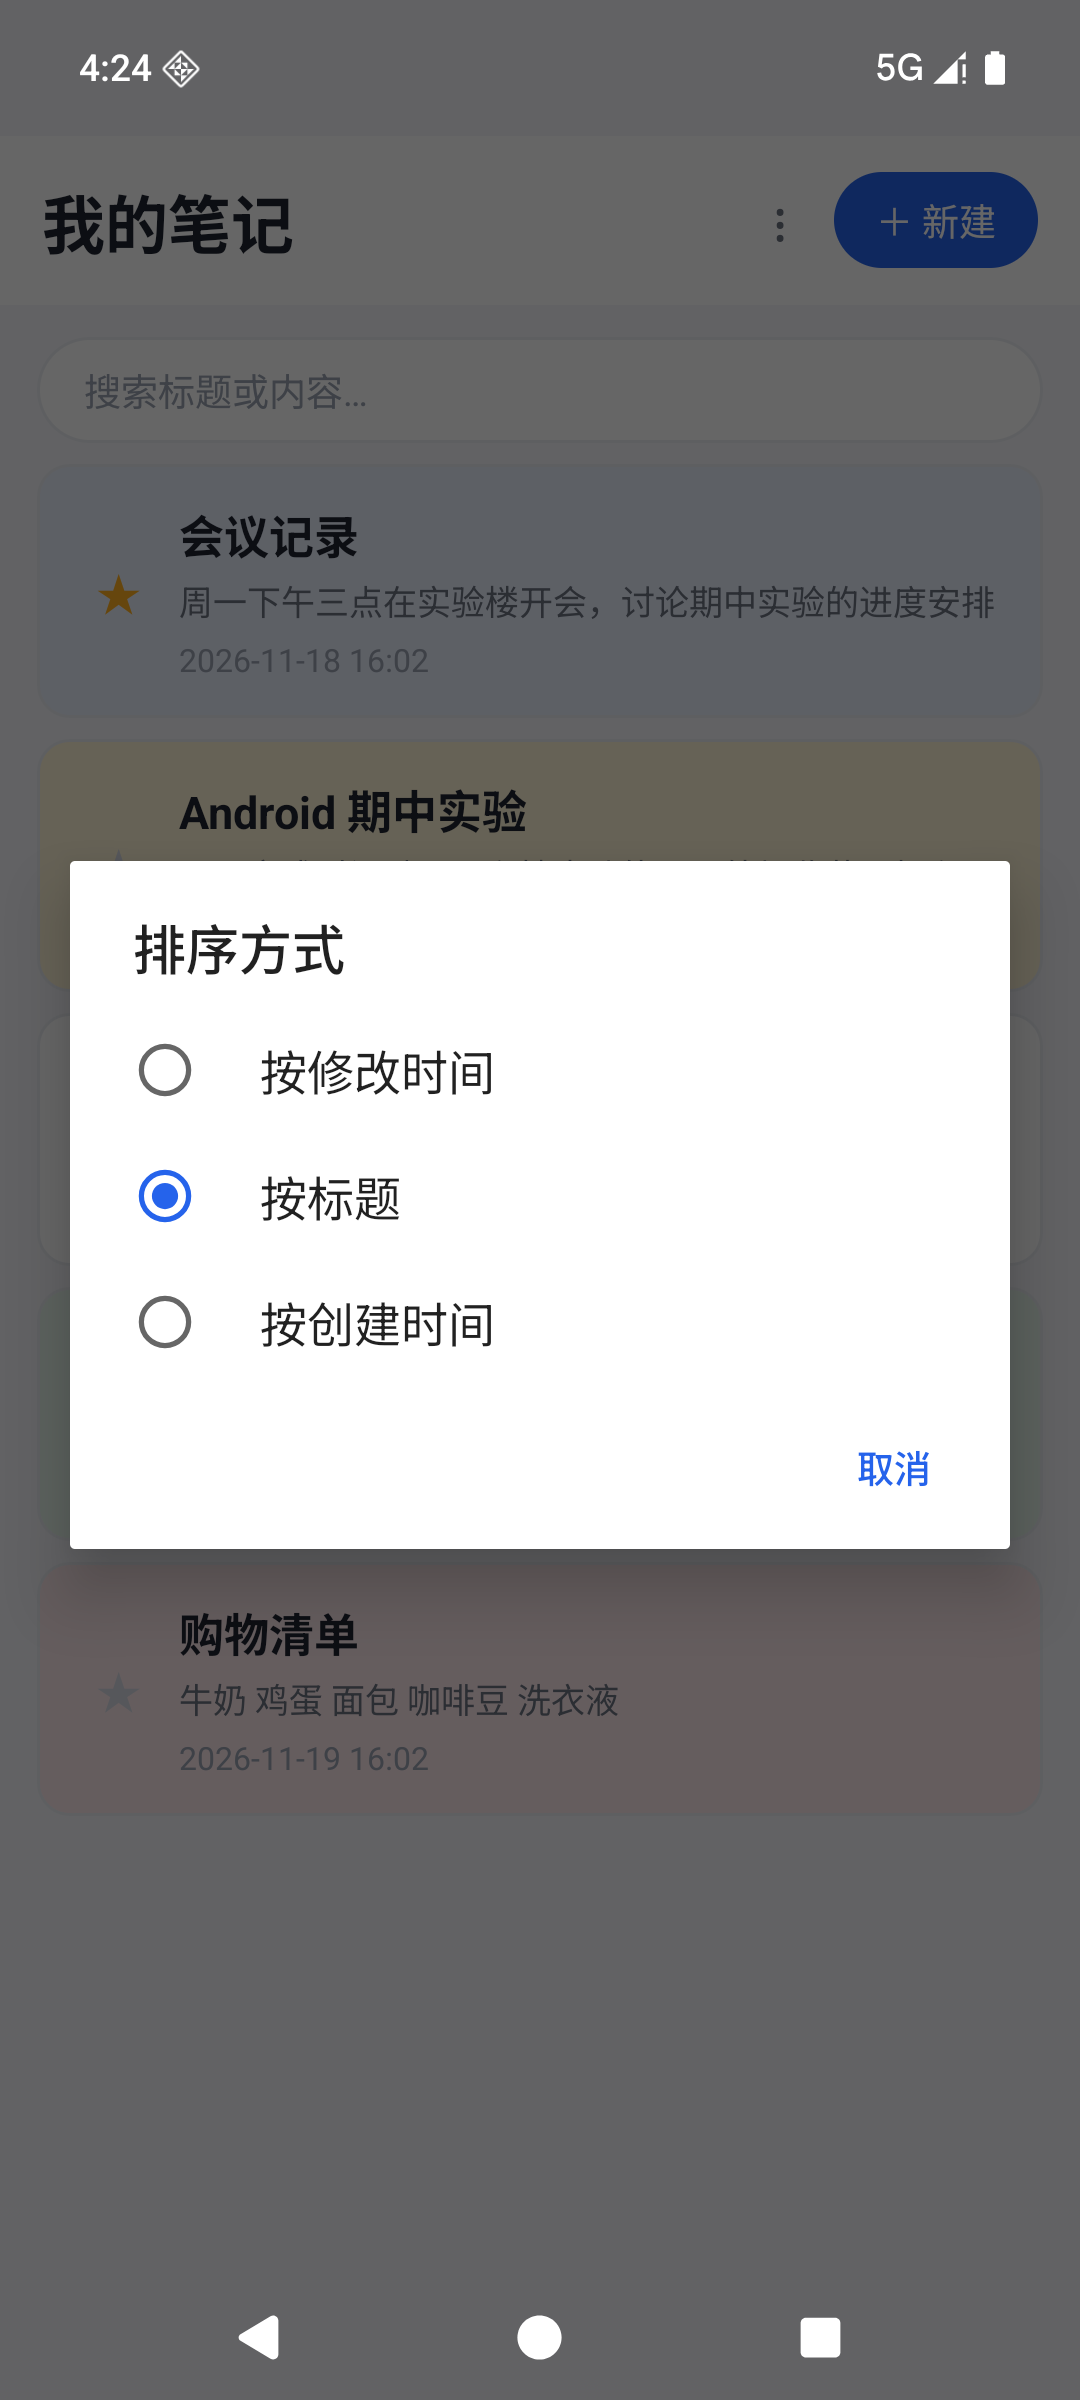 4:24
5G
我的笔记
＋ 新建
搜索标题或内容...
会议记录
周一下午三点在实验楼开会，讨论期中实验的进度安排
2026-11-18 16:02
Android 期中实验
排序方式
按修改时间
按标题
按创建时间
取消
购物清单
牛奶 鸡蛋 面包 咖啡豆 洗衣液
2026-11-19 16:02